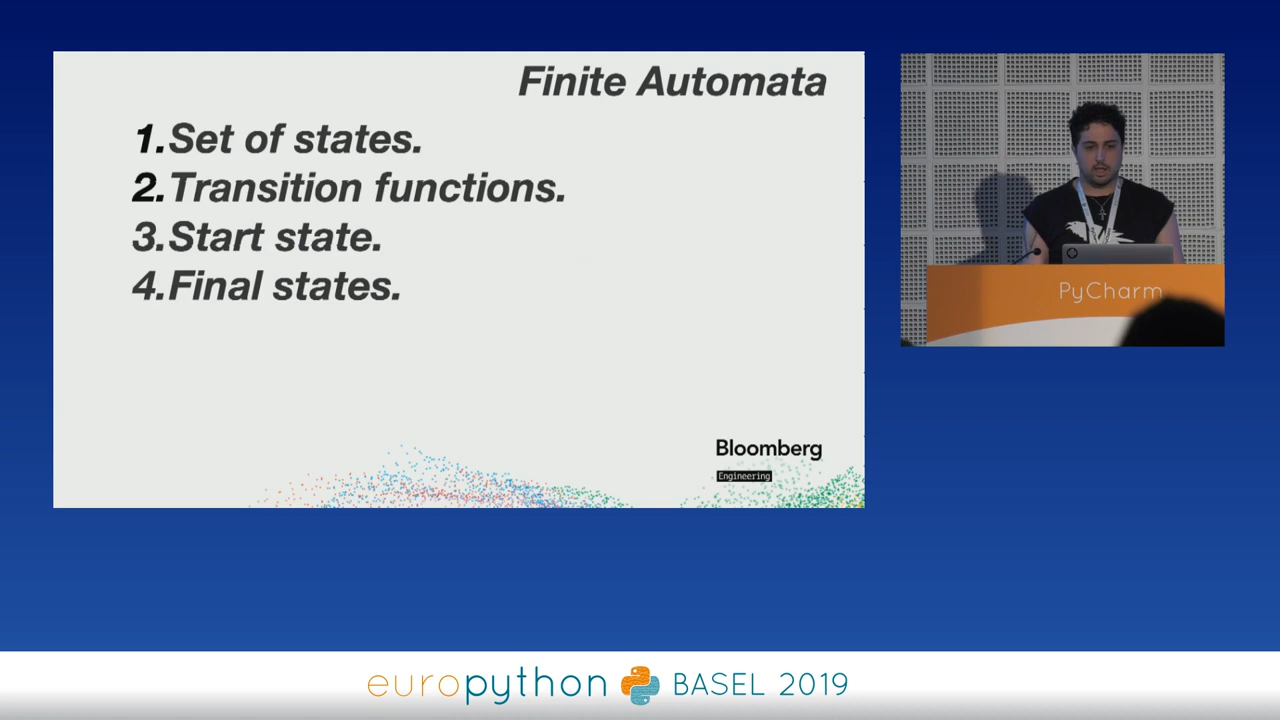 Finite Automata
1.Set of states.
2.Transition functions.
3.Start state.
4.Final states.
Bloomberg
Engineering
PyCharm
europython BASEL 2019